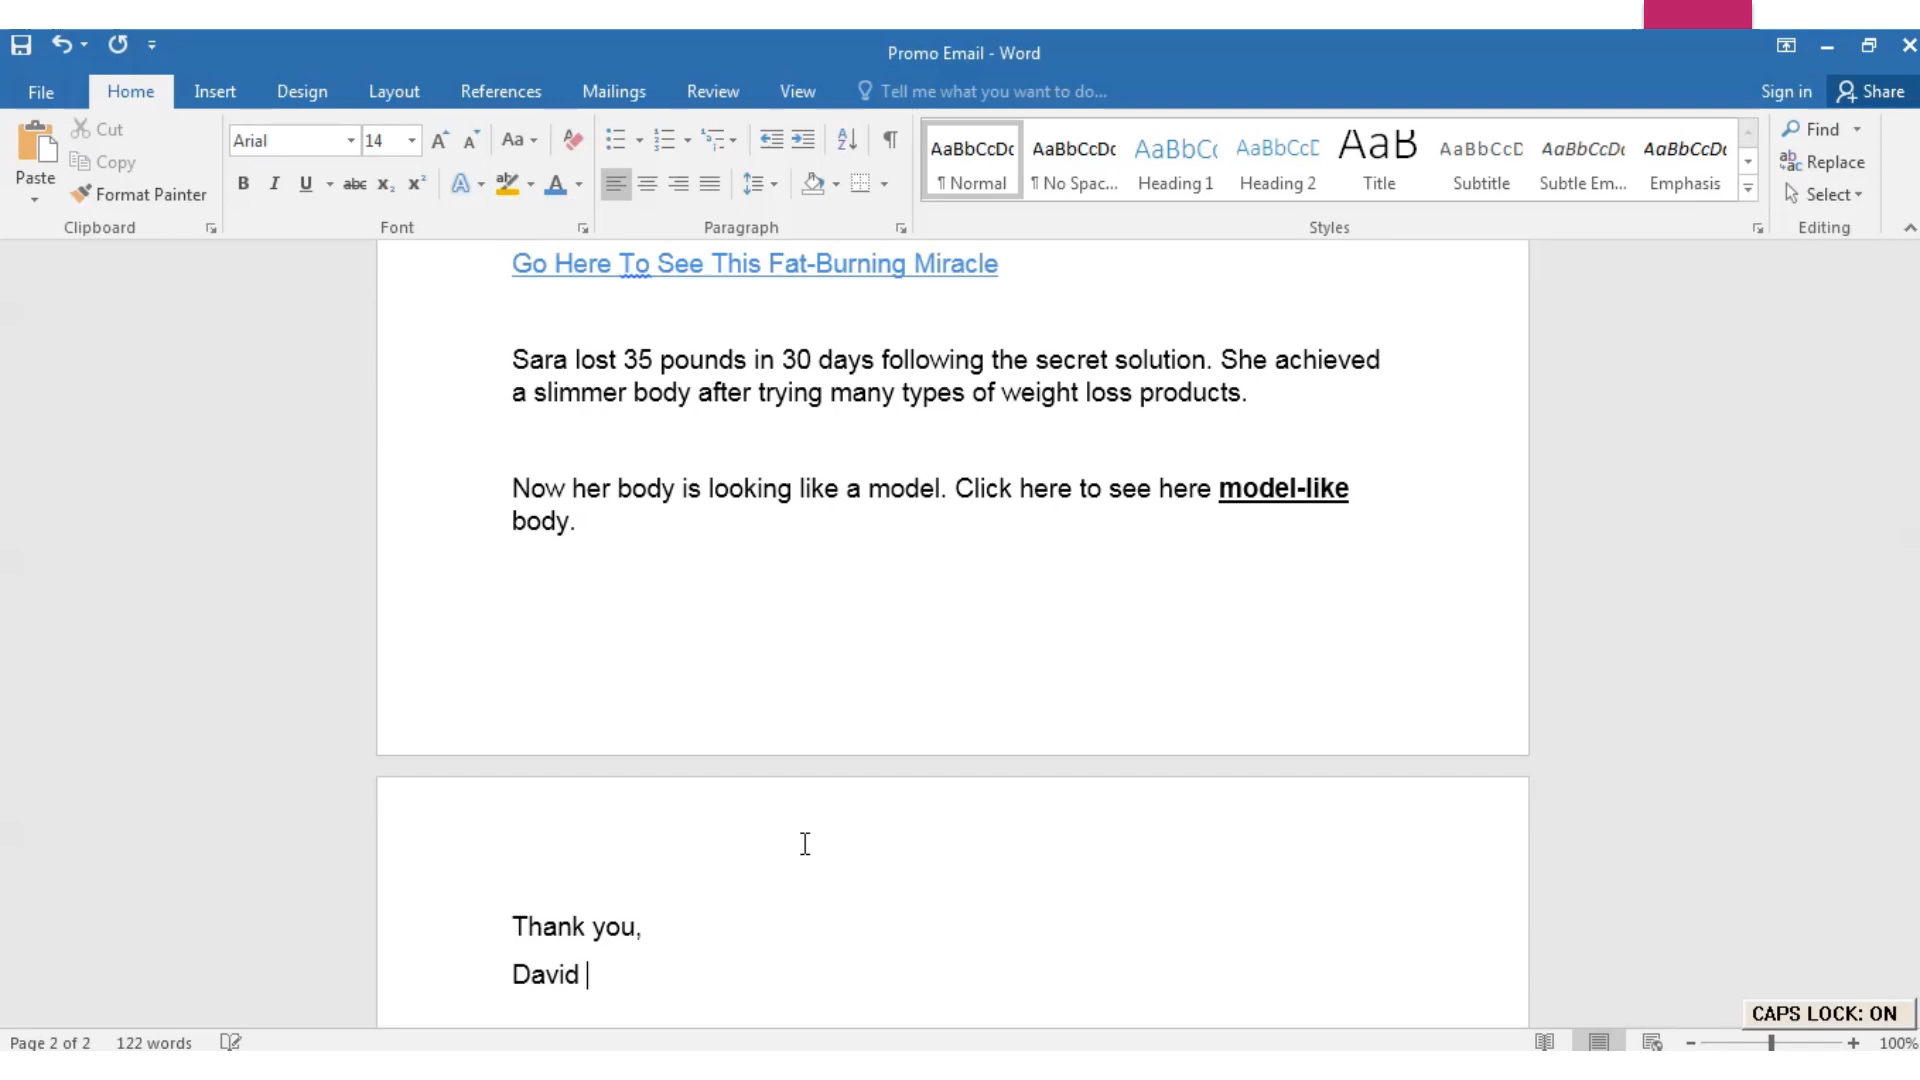 Promo Email - Word
File Home Insert Design Layout References Mailings Review View Tell me what you want to do... Sign in Share
Paste
Cut
Copy
Format Painter
Clipboard
Arial 14
Font
Paragraph
AaBbCcDc AaBbCcDc AaBbCc AaBbCcD AaB AaBbCcD AaBbCcDc AaBbCcDc
¶ Normal ¶ No Spac... Heading 1 Heading 2 Title Subtitle Subtle Em... Emphasis
Styles
Find
Replace
Select
Editing
Go Here To See This Fat-Burning Miracle
Sara lost 35 pounds in 30 days following the secret solution. She achieved
a slimmer body after trying many types of weight loss products.
Now her body is looking like a model. Click here to see here model-like
body.
Thank you,
David
CAPS LOCK: ON
Page 2 of 2 122 words 100%